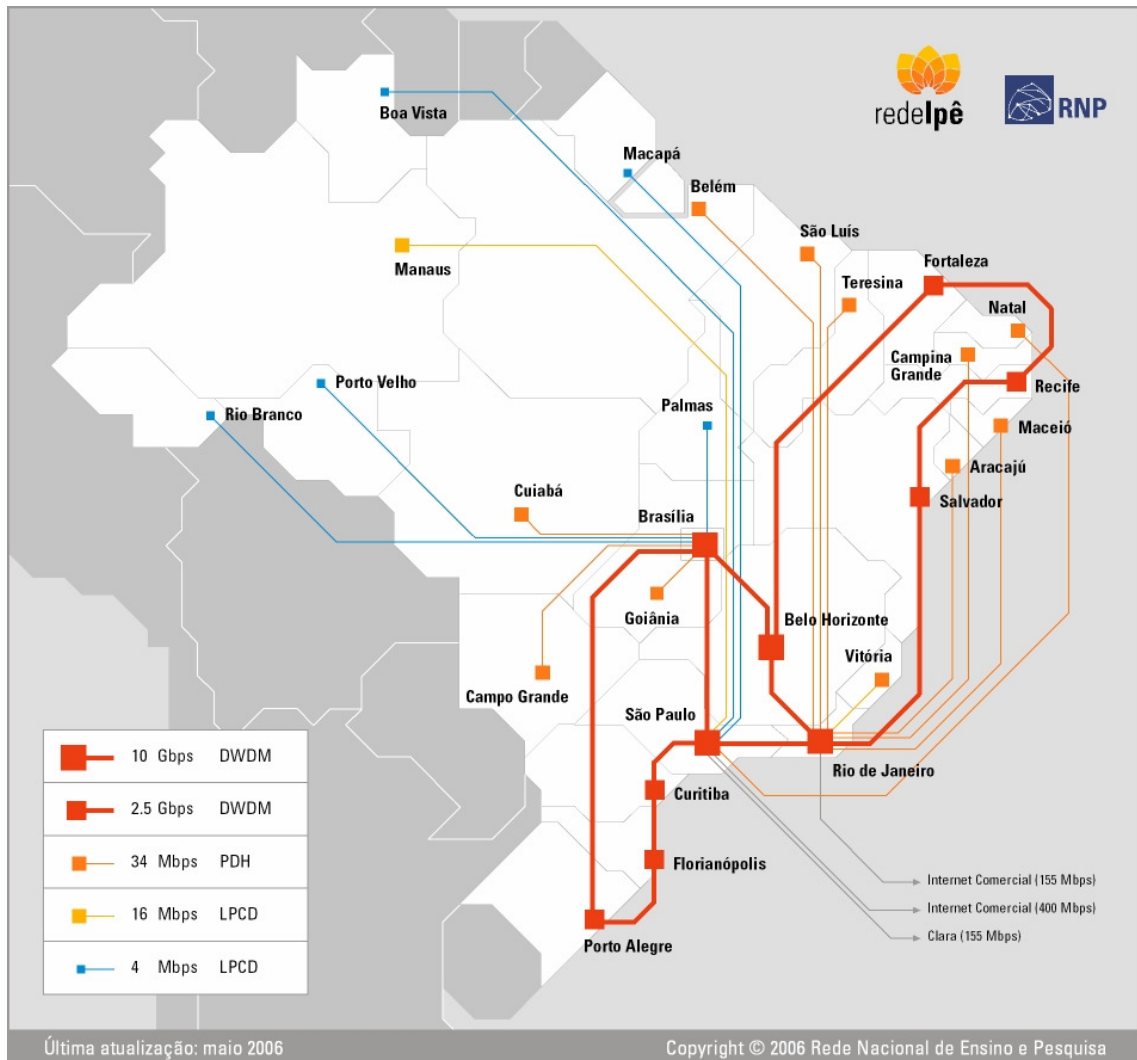 redeIpê
RNP
Boa Vista
Macapá
Belém
São Luís
Fortaleza
Manaus
Teresina
Natal
Campina
Grande
Porto Velho
Recife
Rio Branco
Palmas
Maceió
Aracajú
Cuiabá
Salvador
Brasília
Goiânia
Belo Horizonte
Vitória
Campo Grande
São Paulo
Rio de Janeiro
Curitiba
Florianópolis
Porto Alegre
10 Gbps DWDM
2.5 Gbps DWDM
34 Mbps PDH
16 Mbps LPCD
4 Mbps LPCD
Internet Comercial (155 Mbps)
Internet Comercial (400 Mbps)
Clara (155 Mbps)
Última atualização: maio 2006
Copyright © 2006 Rede Nacional de Ensino e Pesquisa